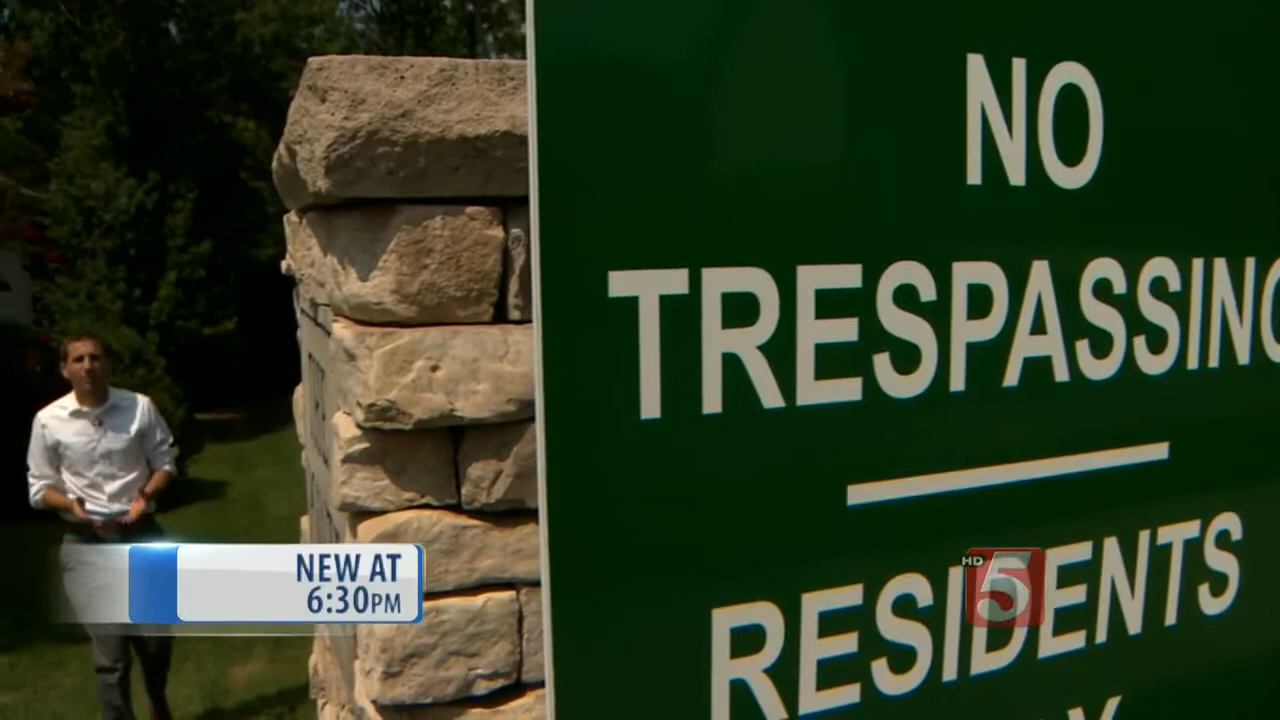 NO
TRESPASSING
RESIDENTS
NEW AT
6:30PM
HD
5